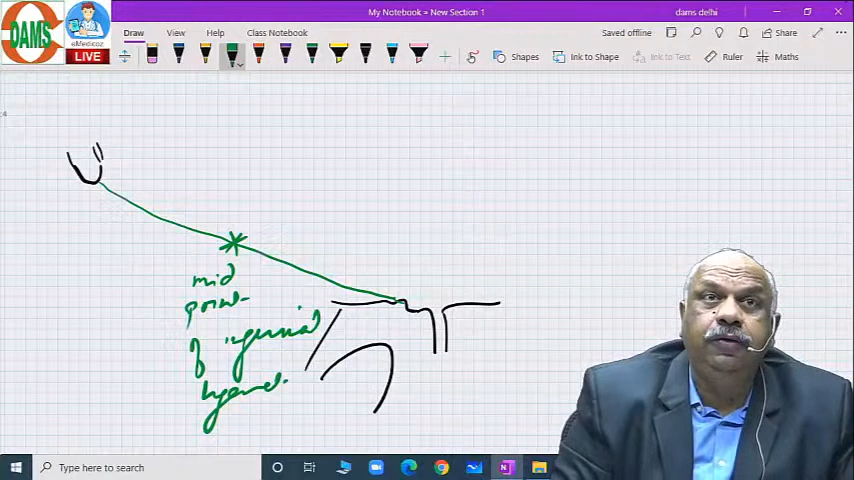 DAMS
eMedicoz
LIVE
My Notebook » New Section 1
dams delhi
Draw
View
Help
Class Notebook
Saved offline
Share
Shapes
Ink to Shape
Ink to Text
Ruler
Maths
mid
point
of inguinal
ligament
Type here to search